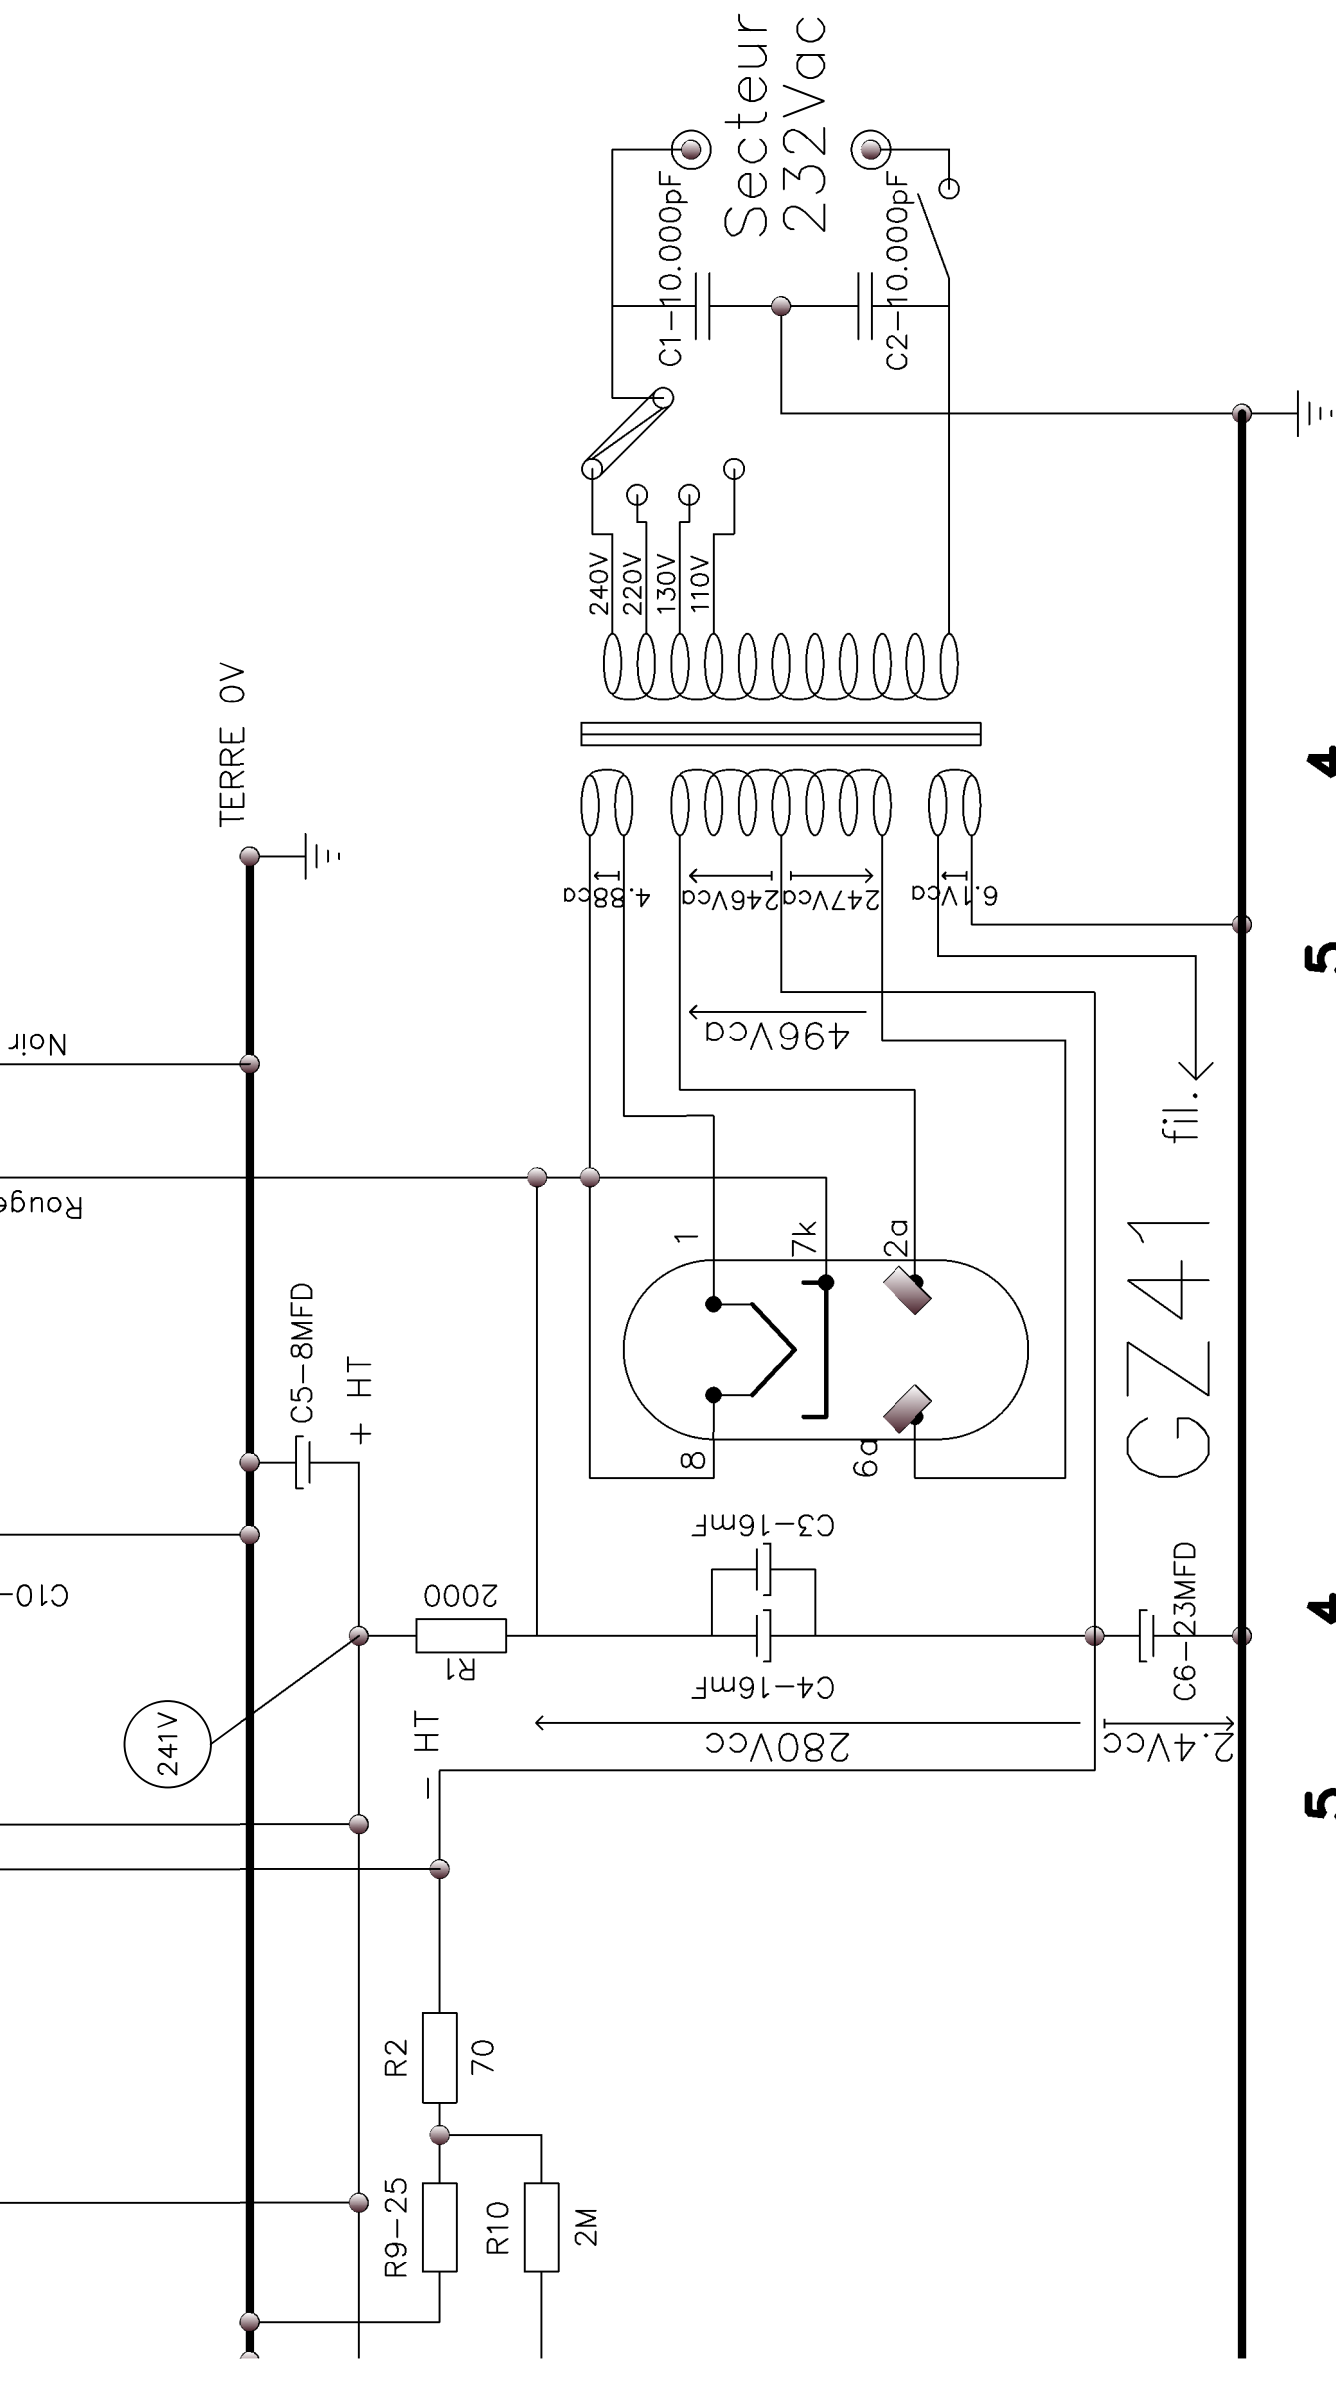 Secteur
232Vac
C1-10.000pF
C2-10.000pF
240V
220V
130V
110V
TERRE 0V
4.88ca
246Vca
247Vca
6.1Vca
496Vca
4
5
Noir
fil.
Rouge
1
7k
2a
GZ41
C5-8MFD
+ HT
8
6a
C3-16mF
C10-
2000
R1
C4-16mF
C6-23MFD
241V
- HT
280Vcc
2.4Vcc
4
5
R2
70
R9-25
R10
2M